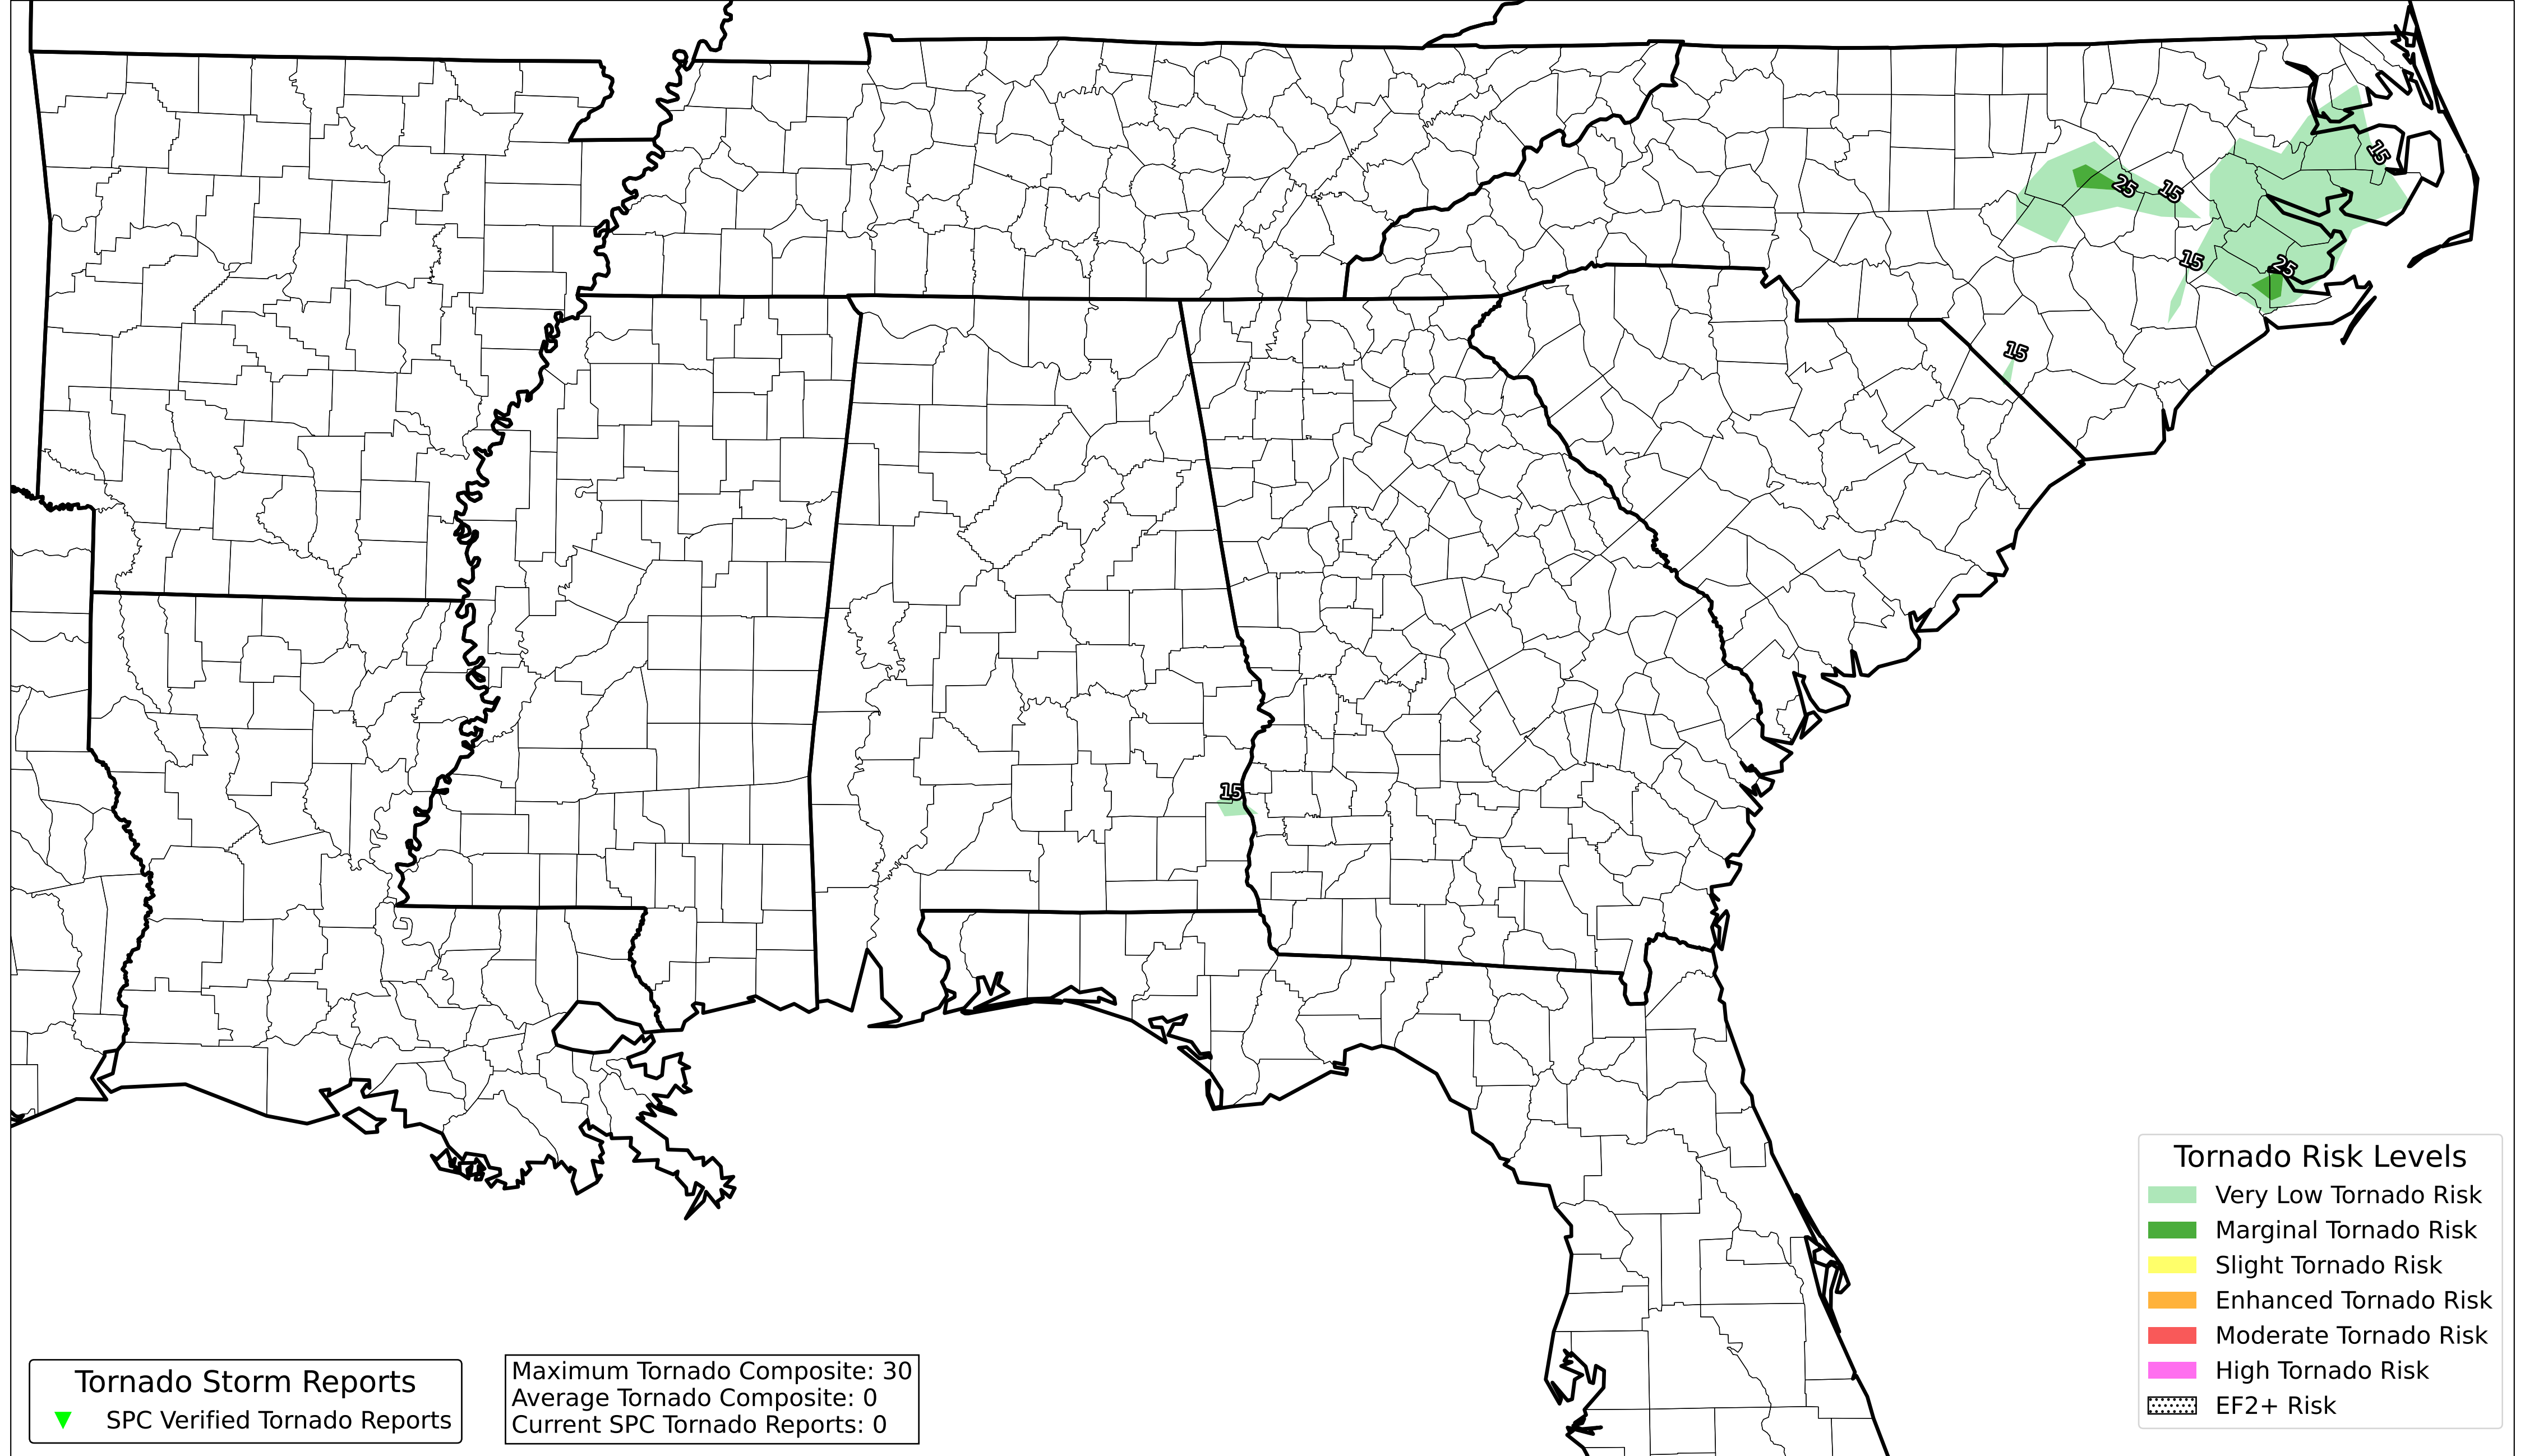 15
25
15
15
25
15
15
Tornado Risk Levels
Very Low Tornado Risk
Marginal Tornado Risk
Slight Tornado Risk
Enhanced Tornado Risk
Moderate Tornado Risk
High Tornado Risk
EF2+ Risk
Tornado Storm Reports
SPC Verified Tornado Reports
Maximum Tornado Composite: 30
Average Tornado Composite: 0
Current SPC Tornado Reports: 0